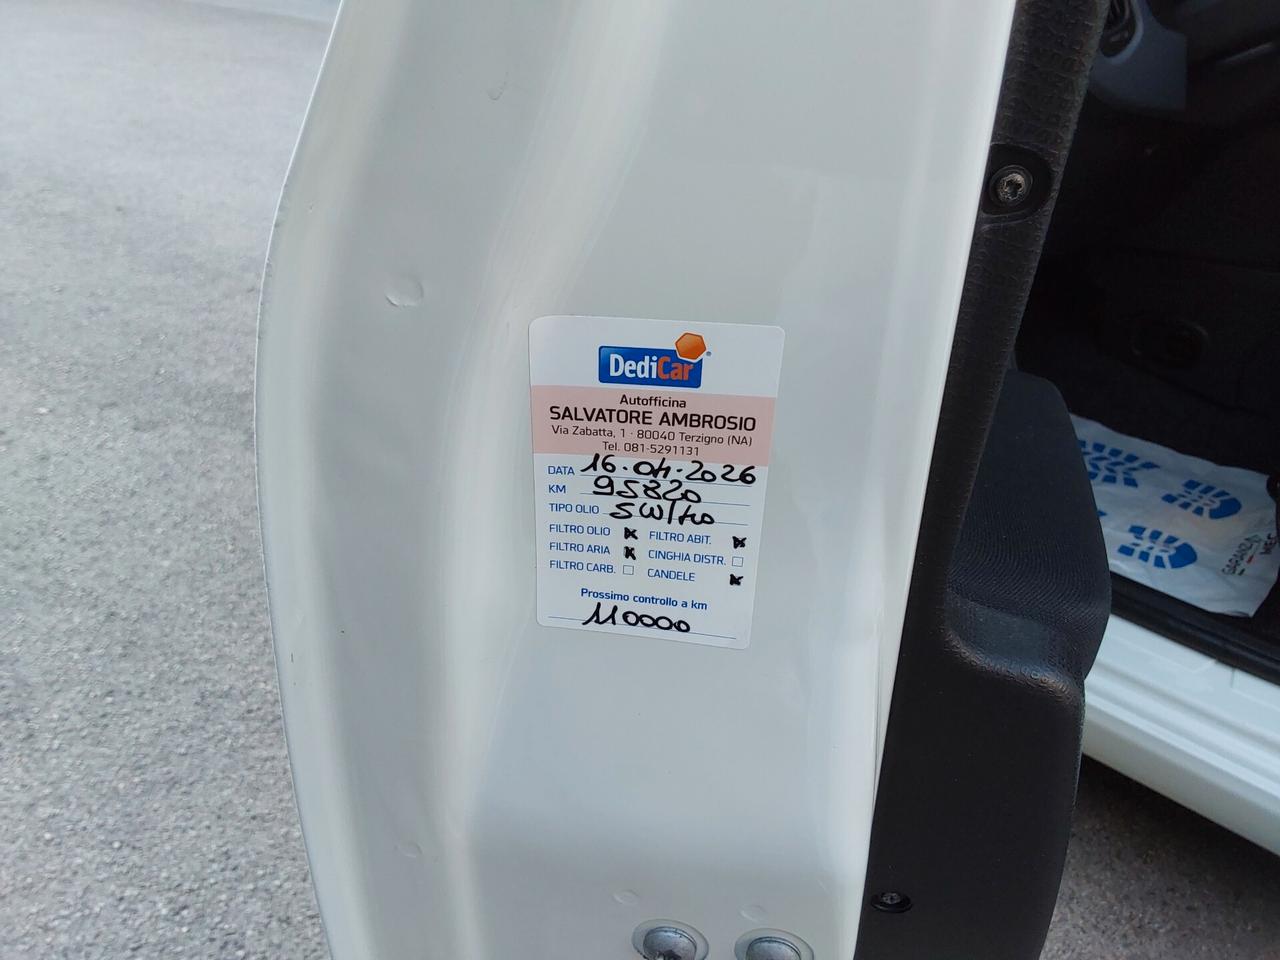 DediCar®
Autofficina
SALVATORE AMBROSIO
Via Zabatta, 1 - 80040 Terzigno (NA)
Tel. 081-5291131
DATA 16.04.2026
KM 95820
TIPO OLIO 5W/40
FILTRO OLIO FILTRO ABIT.
FILTRO ARIA CINGHIA DISTR.
FILTRO CARB. CANDELE
Prossimo controllo a km
110000
GARANZIA
MEC